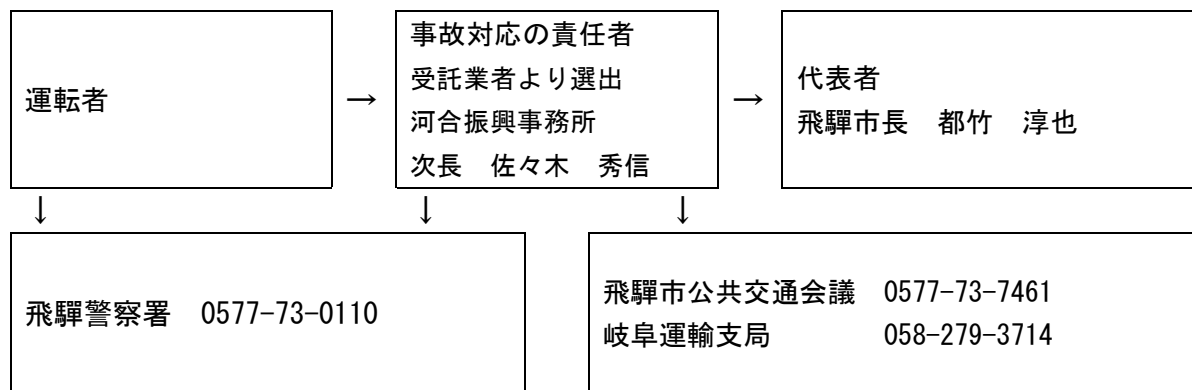 運転者
→
事故対応の責任者
受託業者より選出
河合振興事務所
次長　佐々木　秀信
→
代表者
飛驒市長　都竹　淳也
↓
↓
↓
飛驒警察署　0577-73-0110
飛驒市公共交通会議　0577-73-7461
岐阜運輸支局　　　　058-279-3714